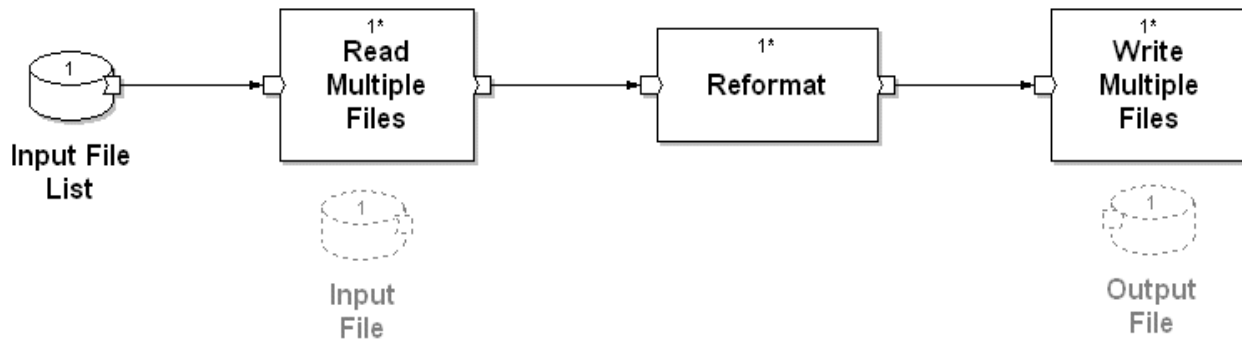 1
Input File
List
1*
Read
Multiple
Files
1
Input
File
1*
Reformat
1*
Write
Multiple
Files
1
Output
File